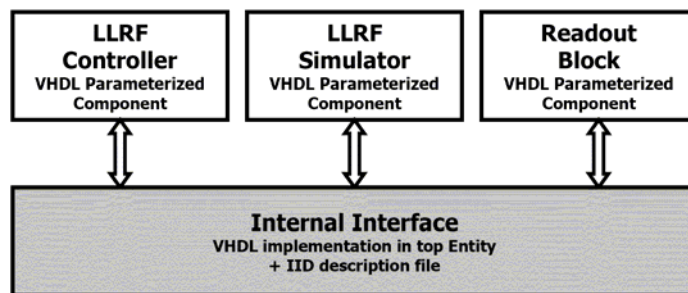 LLRF
Controller
VHDL Parameterized
Component
LLRF
Simulator
VHDL Parameterized
Component
Readout
Block
VHDL Parameterized
Component
Internal Interface
VHDL implementation in top Entity
+ IID description file